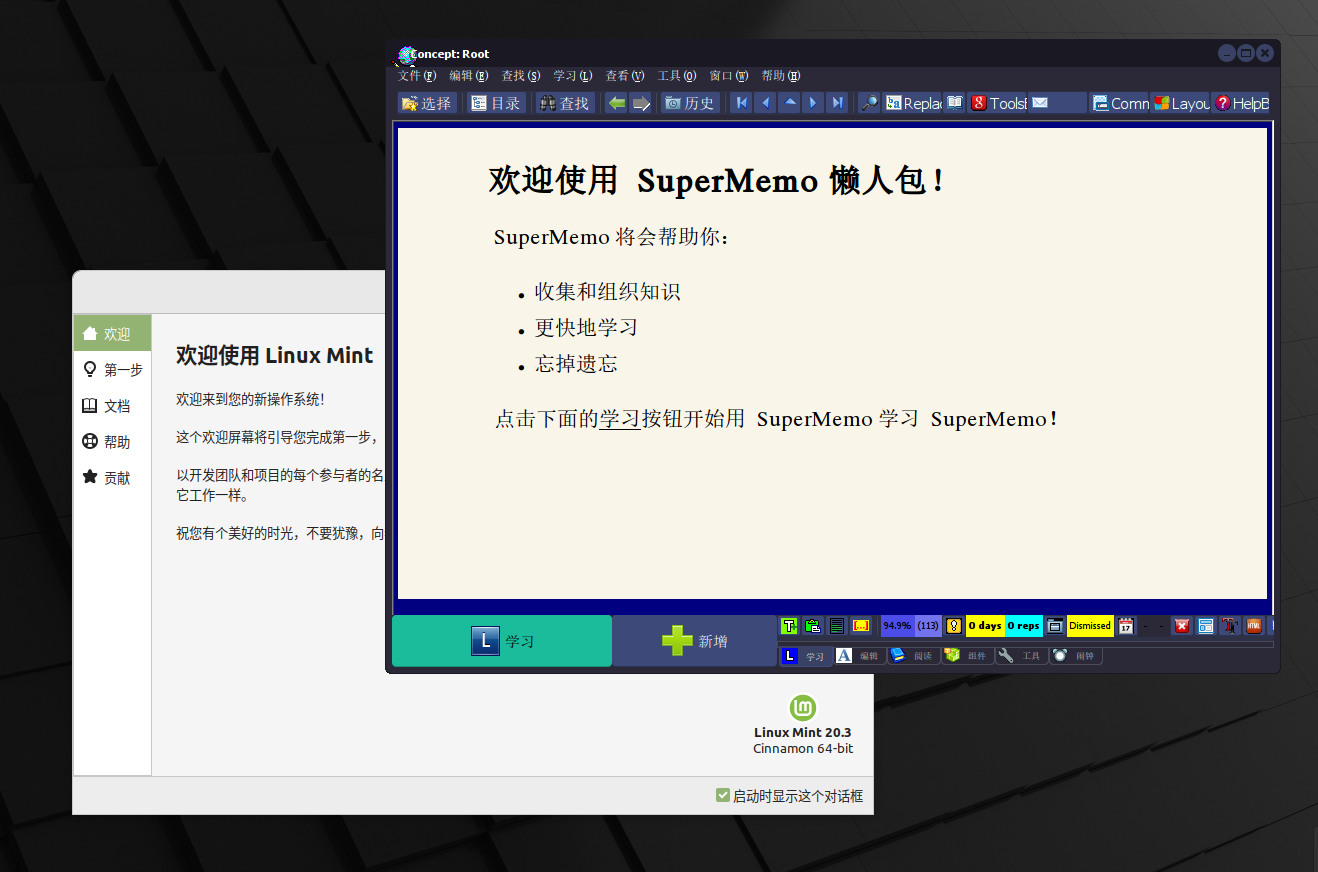 Concept: Root
文件(F) 编辑(E) 查找(S) 学习(L) 查看(V) 工具(O) 窗口(W) 帮助(H)
选择 目录 查找 历史 Replac 8 ToolsB Comm Layou HelpB
欢迎使用 SuperMemo 懒人包！
SuperMemo 将会帮助你：
• 收集和组织知识
• 更快地学习
• 忘掉遗忘
点击下面的学习按钮开始用 SuperMemo 学习 SuperMemo！
L 学习 新增
T [...] 94.9% (113) 0 days 0 reps Dismissed 17 - - HTML
L 学习 A 编辑 阅读 组件 工具 闹钟
欢迎
第一步
文档
帮助
贡献
欢迎使用 Linux Mint
欢迎来到您的新操作系统！
这个欢迎屏幕将引导您完成第一步，
以开发团队和项目的每个参与者的名
它工作一样。
祝您有个美好的时光，不要犹豫，向
Linux Mint 20.3
Cinnamon 64-bit
启动时显示这个对话框